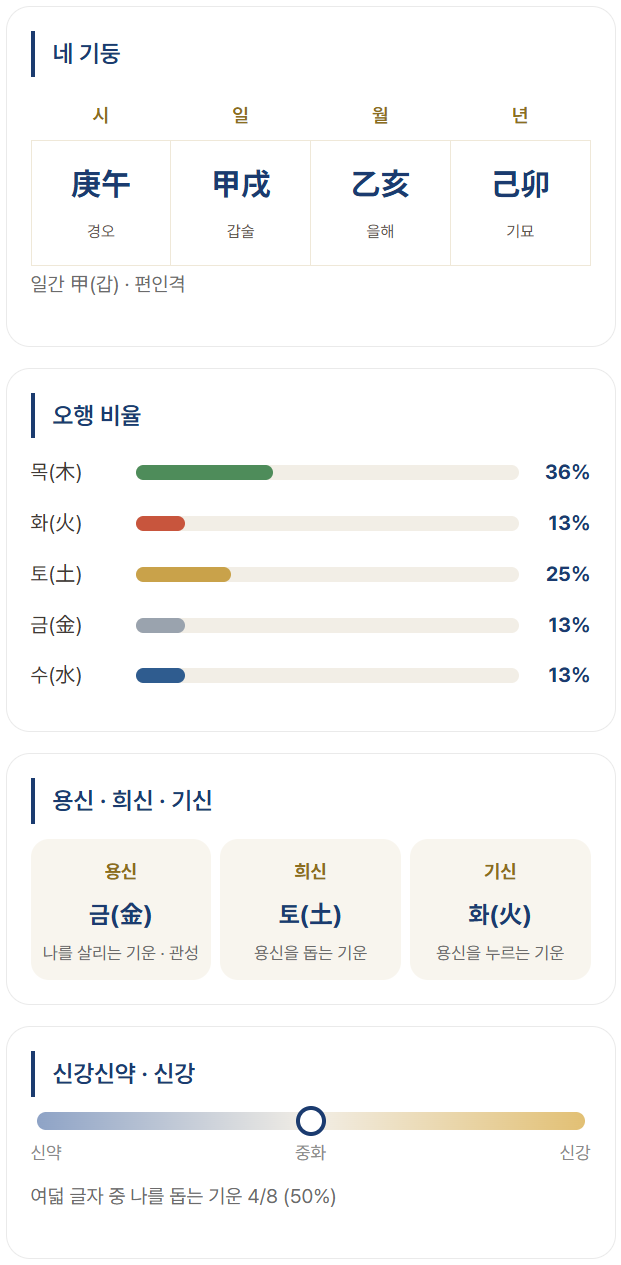 네 기둥
시 일 월 년
庚午 甲戌 乙亥 己卯
경오 갑술 을해 기묘
일간 甲(갑) · 편인격
오행 비율
목(木) 36%
화(火) 13%
토(土) 25%
금(金) 13%
수(水) 13%
용신 · 희신 · 기신
용신 희신 기신
금(金) 토(土) 화(火)
나를 살리는 기운 · 관성 용신을 돕는 기운 용신을 누르는 기운
신강신약 · 신강
신약 중화 신강
여덟 글자 중 나를 돕는 기운 4/8 (50%)